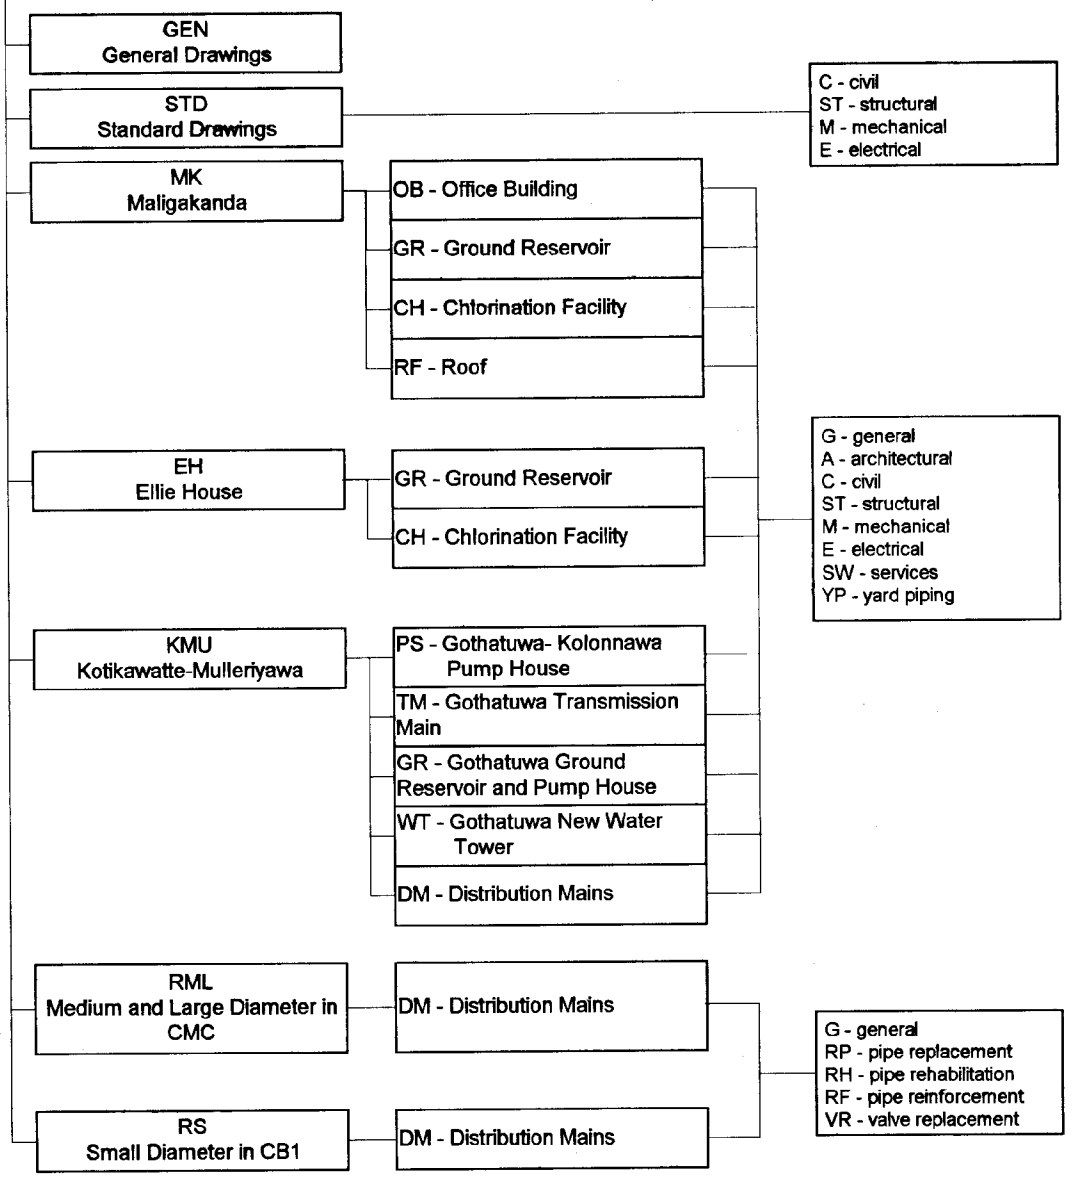 GEN
General Drawings
STD
Standard Drawings
C - civil
ST - structural
M - mechanical
E - electrical
MK
Maligakanda
OB - Office Building
GR - Ground Reservoir
CH - Chlorination Facility
RF - Roof
EH
Ellie House
GR - Ground Reservoir
CH - Chlorination Facility
G - general
A - architectural
C - civil
ST - structural
M - mechanical
E - electrical
SW - services
YP - yard piping
KMU
Kotikawatte-Mulleriyawa
PS - Gothatuwa- Kolonnawa
Pump House
TM - Gothatuwa Transmission
Main
GR - Gothatuwa Ground
Reservoir and Pump House
WT - Gothatuwa New Water
Tower
DM - Distribution Mains
RML
Medium and Large Diameter in
CMC
DM - Distribution Mains
RS
Small Diameter in CB1
DM - Distribution Mains
G - general
RP - pipe replacement
RH - pipe rehabilitation
RF - pipe reinforcement
VR - valve replacement